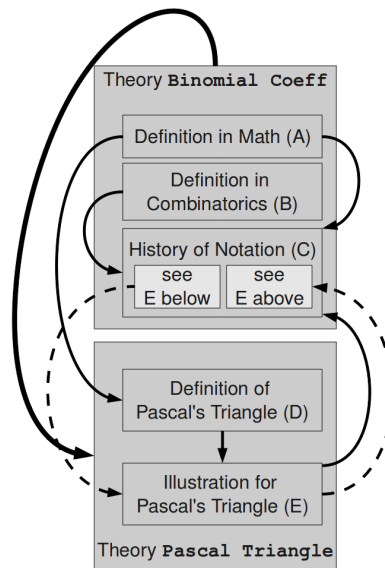 Theory Binomial Coeff
Definition in Math (A)
Definition in
Combinatorics (B)
History of Notation (C)
see
E below
see
E above
Definition of
Pascal's Triangle (D)
Illustration for
Pascal's Triangle (E)
Theory Pascal Triangle